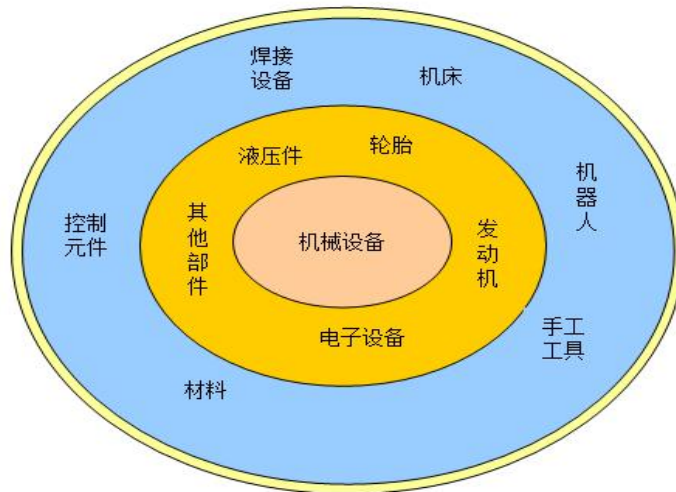 焊接
设备
机床
液压件
轮胎
机器人
控制
元件
其他部件
机械设备
发动机
电子设备
手工
工具
材料